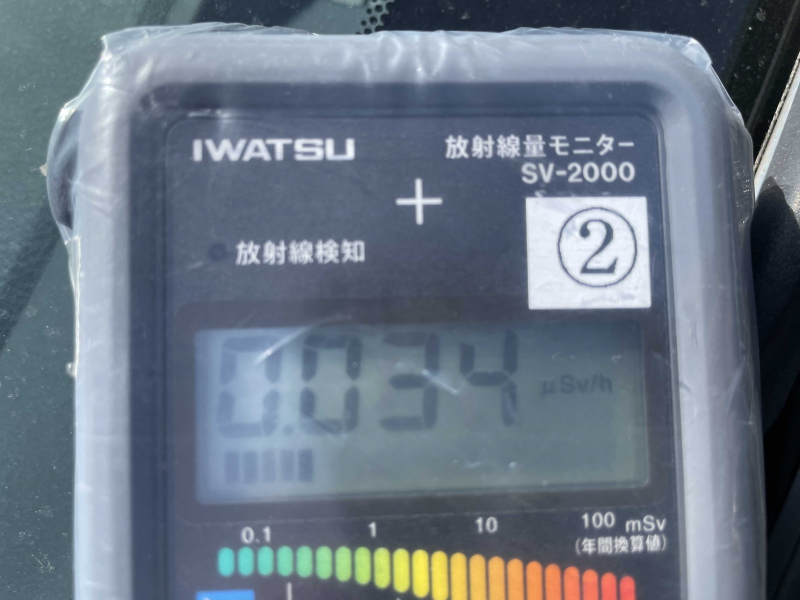 IWATSU
放射線量モニター
SV-2000
②
放射線検知
0.034 μSv/h
0.1 1 10 100 mSv
(年間換算値)